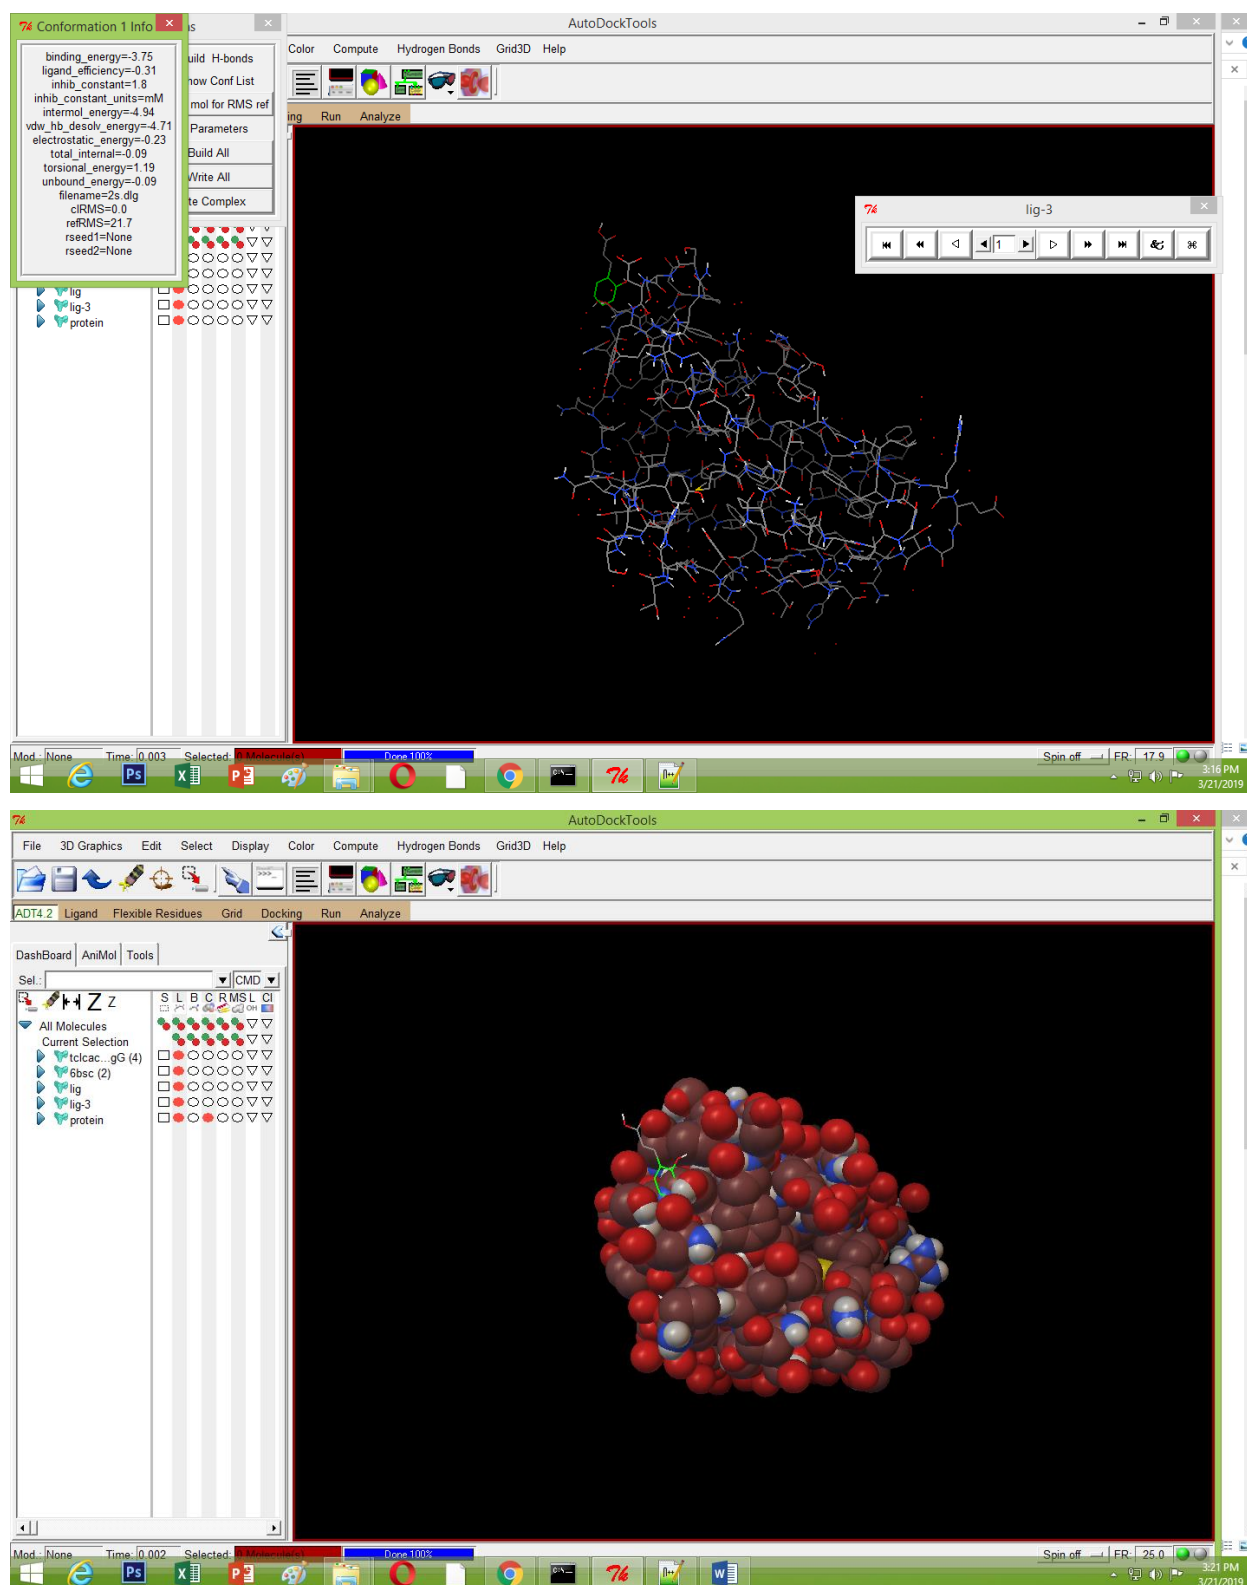 Conformation 1 Info
AutoDockTools
binding_energy=-3.75
ligand_efficiency=-0.31
inhib_constant=1.8
inhib_constant_units=mM
intermol_energy=-4.94
vdw_hb_desolv_energy=-4.71
electrostatic_energy=-0.23
total_internal=-0.09
torsional_energy=1.19
unbound_energy=-0.09
filename=2s.dlg
clRMS=0.0
refRMS=21.7
rseed1=None
rseed2=None
uild H-bonds
how Conf List
mol for RMS ref
Parameters
Build All
Write All
te Complex
Color Compute Hydrogen Bonds Grid3D Help
ing Run Analyze
lig-3
1
lig
lig-3
protein
Mod.: None Time: 0.003 Selected: 0 Molecule(s) Done 100% Spin off FR: 17.9
3:16 PM
3/21/2019
AutoDockTools
File 3D Graphics Edit Select Display Color Compute Hydrogen Bonds Grid3D Help
ADT4.2 Ligand Flexible Residues Grid Docking Run Analyze
DashBoard AniMol Tools
Sel.: CMD
S L B C R MS L Cl
All Molecules
Current Selection
tclcac...gG (4)
6bsc (2)
lig
lig-3
protein
Mod.: None Time: 0.002 Selected: 0 Molecule(s) Done 100% Spin off FR: 25.0
3:21 PM
3/21/2019